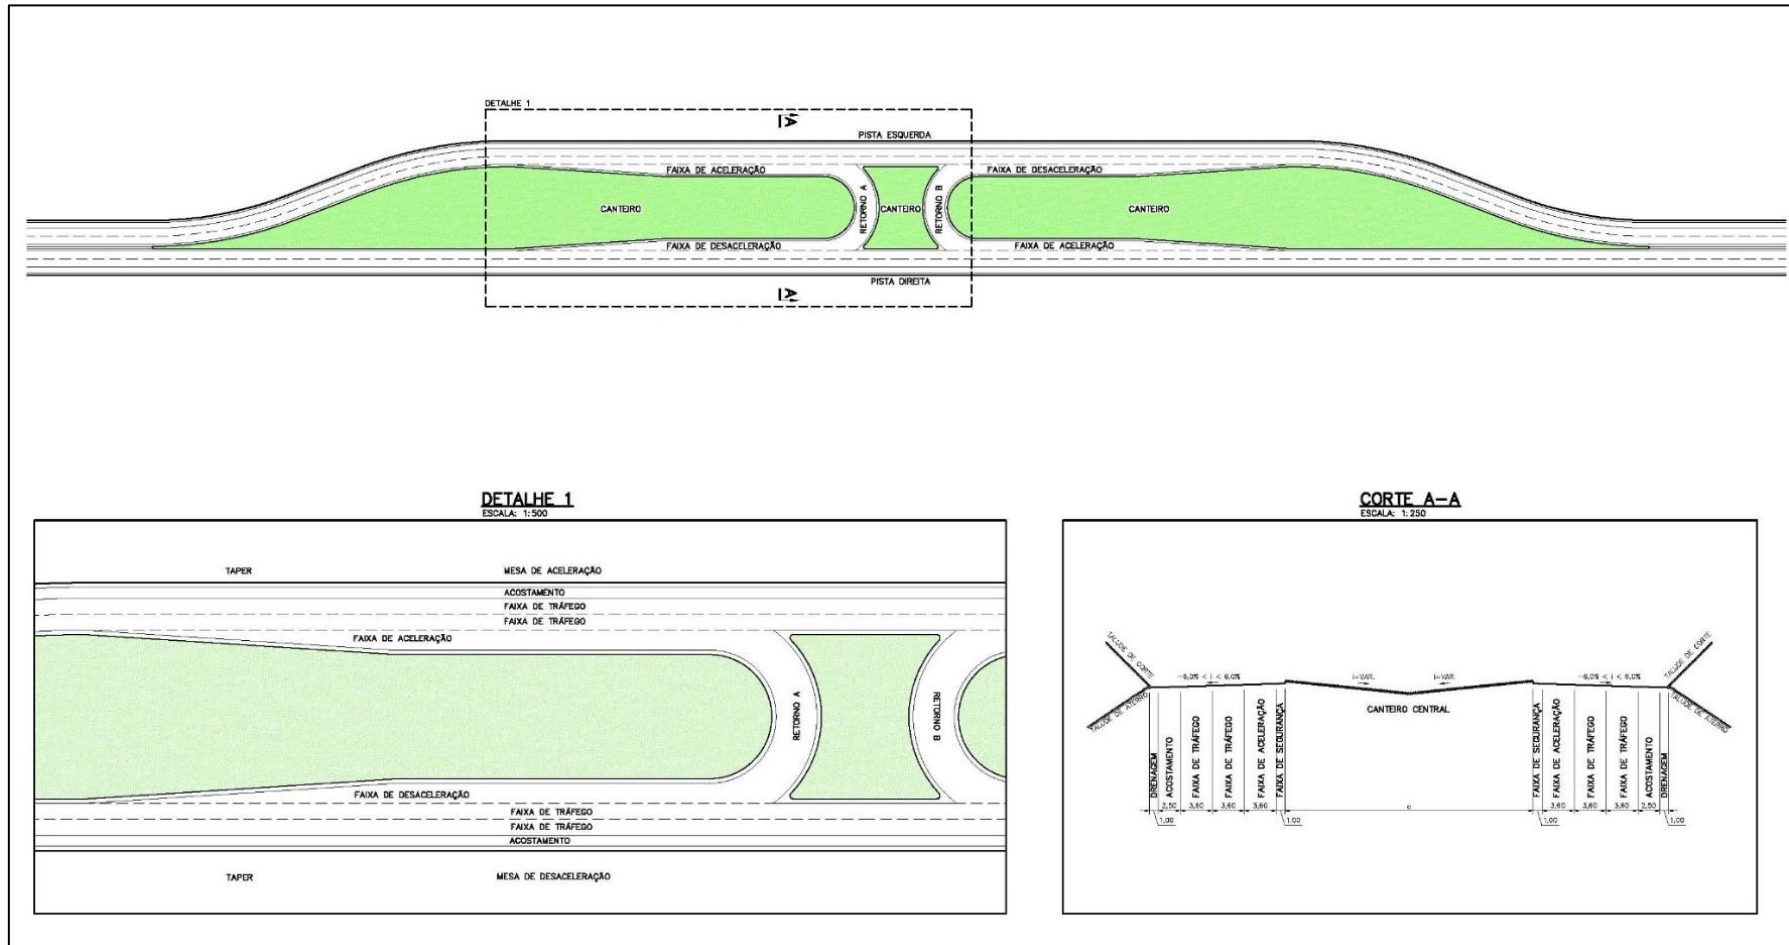 DETALHE 1
A
PISTA ESQUERDA
FAIXA DE ACELERAÇÃO
FAIXA DE DESACELERAÇÃO
CANTEIRO
RETORNO A
CANTEIRO
RETORNO B
CANTEIRO
FAIXA DE DESACELERAÇÃO
FAIXA DE ACELERAÇÃO
PISTA DIREITA
A
DETALHE 1
ESCALA: 1:500
TAPER
MESA DE ACELERAÇÃO
ACOSTAMENTO
FAIXA DE TRÁFEGO
FAIXA DE TRÁFEGO
FAIXA DE ACELERAÇÃO
RETORNO A
RETORNO B
FAIXA DE DESACELERAÇÃO
FAIXA DE TRÁFEGO
FAIXA DE TRÁFEGO
ACOSTAMENTO
TAPER
MESA DE DESACELERAÇÃO
CORTE A-A
ESCALA: 1:250
TALUDE DE CORTE
TALUDE DE CORTE
-6,0% < i < 6,0%
i=VAR.
i=VAR.
-6,0% < i < 6,0%
TALUDE DE ATERRO
TALUDE DE ATERRO
CANTEIRO CENTRAL
DRENAGEM
ACOSTAMENTO
FAIXA DE TRÁFEGO
FAIXA DE TRÁFEGO
FAIXA DE ACELERAÇÃO
FAIXA DE SEGURANÇA
FAIXA DE SEGURANÇA
FAIXA DE ACELERAÇÃO
FAIXA DE TRÁFEGO
FAIXA DE TRÁFEGO
ACOSTAMENTO
DRENAGEM
2,50 3,60 3,60 3,60 3,60 3,60 3,60 2,50
1,00 1,00 1,00 1,00